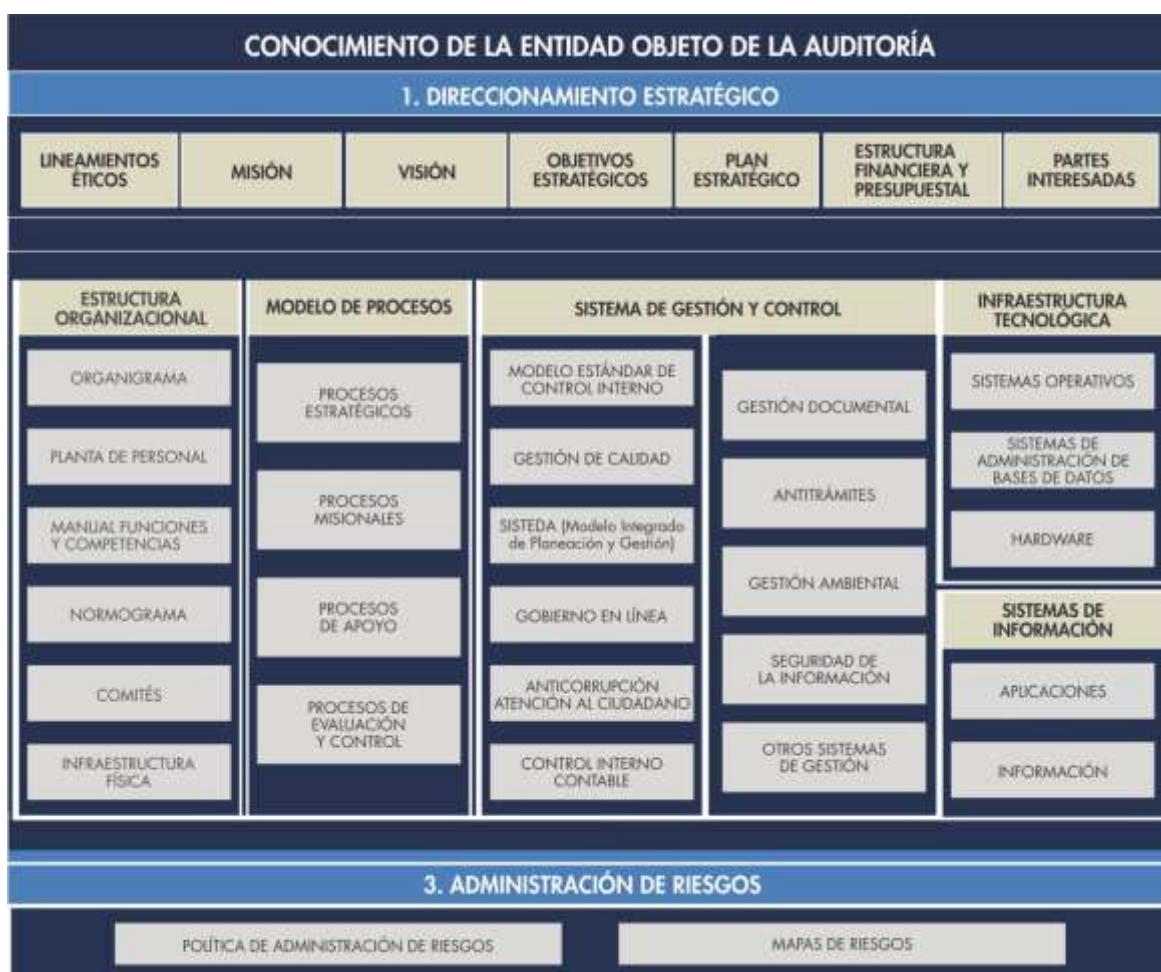 CONOCIMIENTO DE LA ENTIDAD OBJETO DE LA AUDITORÍA
1. DIRECCIONAMIENTO ESTRATÉGICO
LINEAMIENTOS
ÉTICOS
MISIÓN
VISIÓN
OBJETIVOS
ESTRATÉGICOS
PLAN
ESTRATÉGICO
ESTRUCTURA
FINANCIERA Y
PRESUPUESTAL
PARTES
INTERESADAS
ESTRUCTURA
ORGANIZACIONAL
ORGANIGRAMA
PLANTA DE PERSONAL
MANUAL FUNCIONES
Y COMPETENCIAS
NORMOGRAMA
COMITÉS
INFRAESTRUCTURA
FÍSICA
MODELO DE PROCESOS
PROCESOS
ESTRATÉGICOS
PROCESOS
MISIONALES
PROCESOS
DE APOYO
PROCESOS DE
EVALUACIÓN
Y CONTROL
SISTEMA DE GESTIÓN Y CONTROL
MODELO ESTÁNDAR DE
CONTROL INTERNO
GESTIÓN DE CALIDAD
SISTEDA (Modelo Integrado
de Planeación y Gestión)
GOBIERNO EN LÍNEA
ANTICORRUPCIÓN
ATENCIÓN AL CIUDADANO
CONTROL INTERNO
CONTABLE
GESTIÓN DOCUMENTAL
ANTITRÁMITES
GESTIÓN AMBIENTAL
SEGURIDAD DE
LA INFORMACIÓN
OTROS SISTEMAS
DE GESTIÓN
INFRAESTRUCTURA
TECNOLÓGICA
SISTEMAS OPERATIVOS
SISTEMAS DE
ADMINISTRACIÓN DE
BASES DE DATOS
HARDWARE
SISTEMAS DE
INFORMACIÓN
APLICACIONES
INFORMACIÓN
3. ADMINISTRACIÓN DE RIESGOS
POLÍTICA DE ADMINISTRACIÓN DE RIESGOS
MAPAS DE RIESGOS